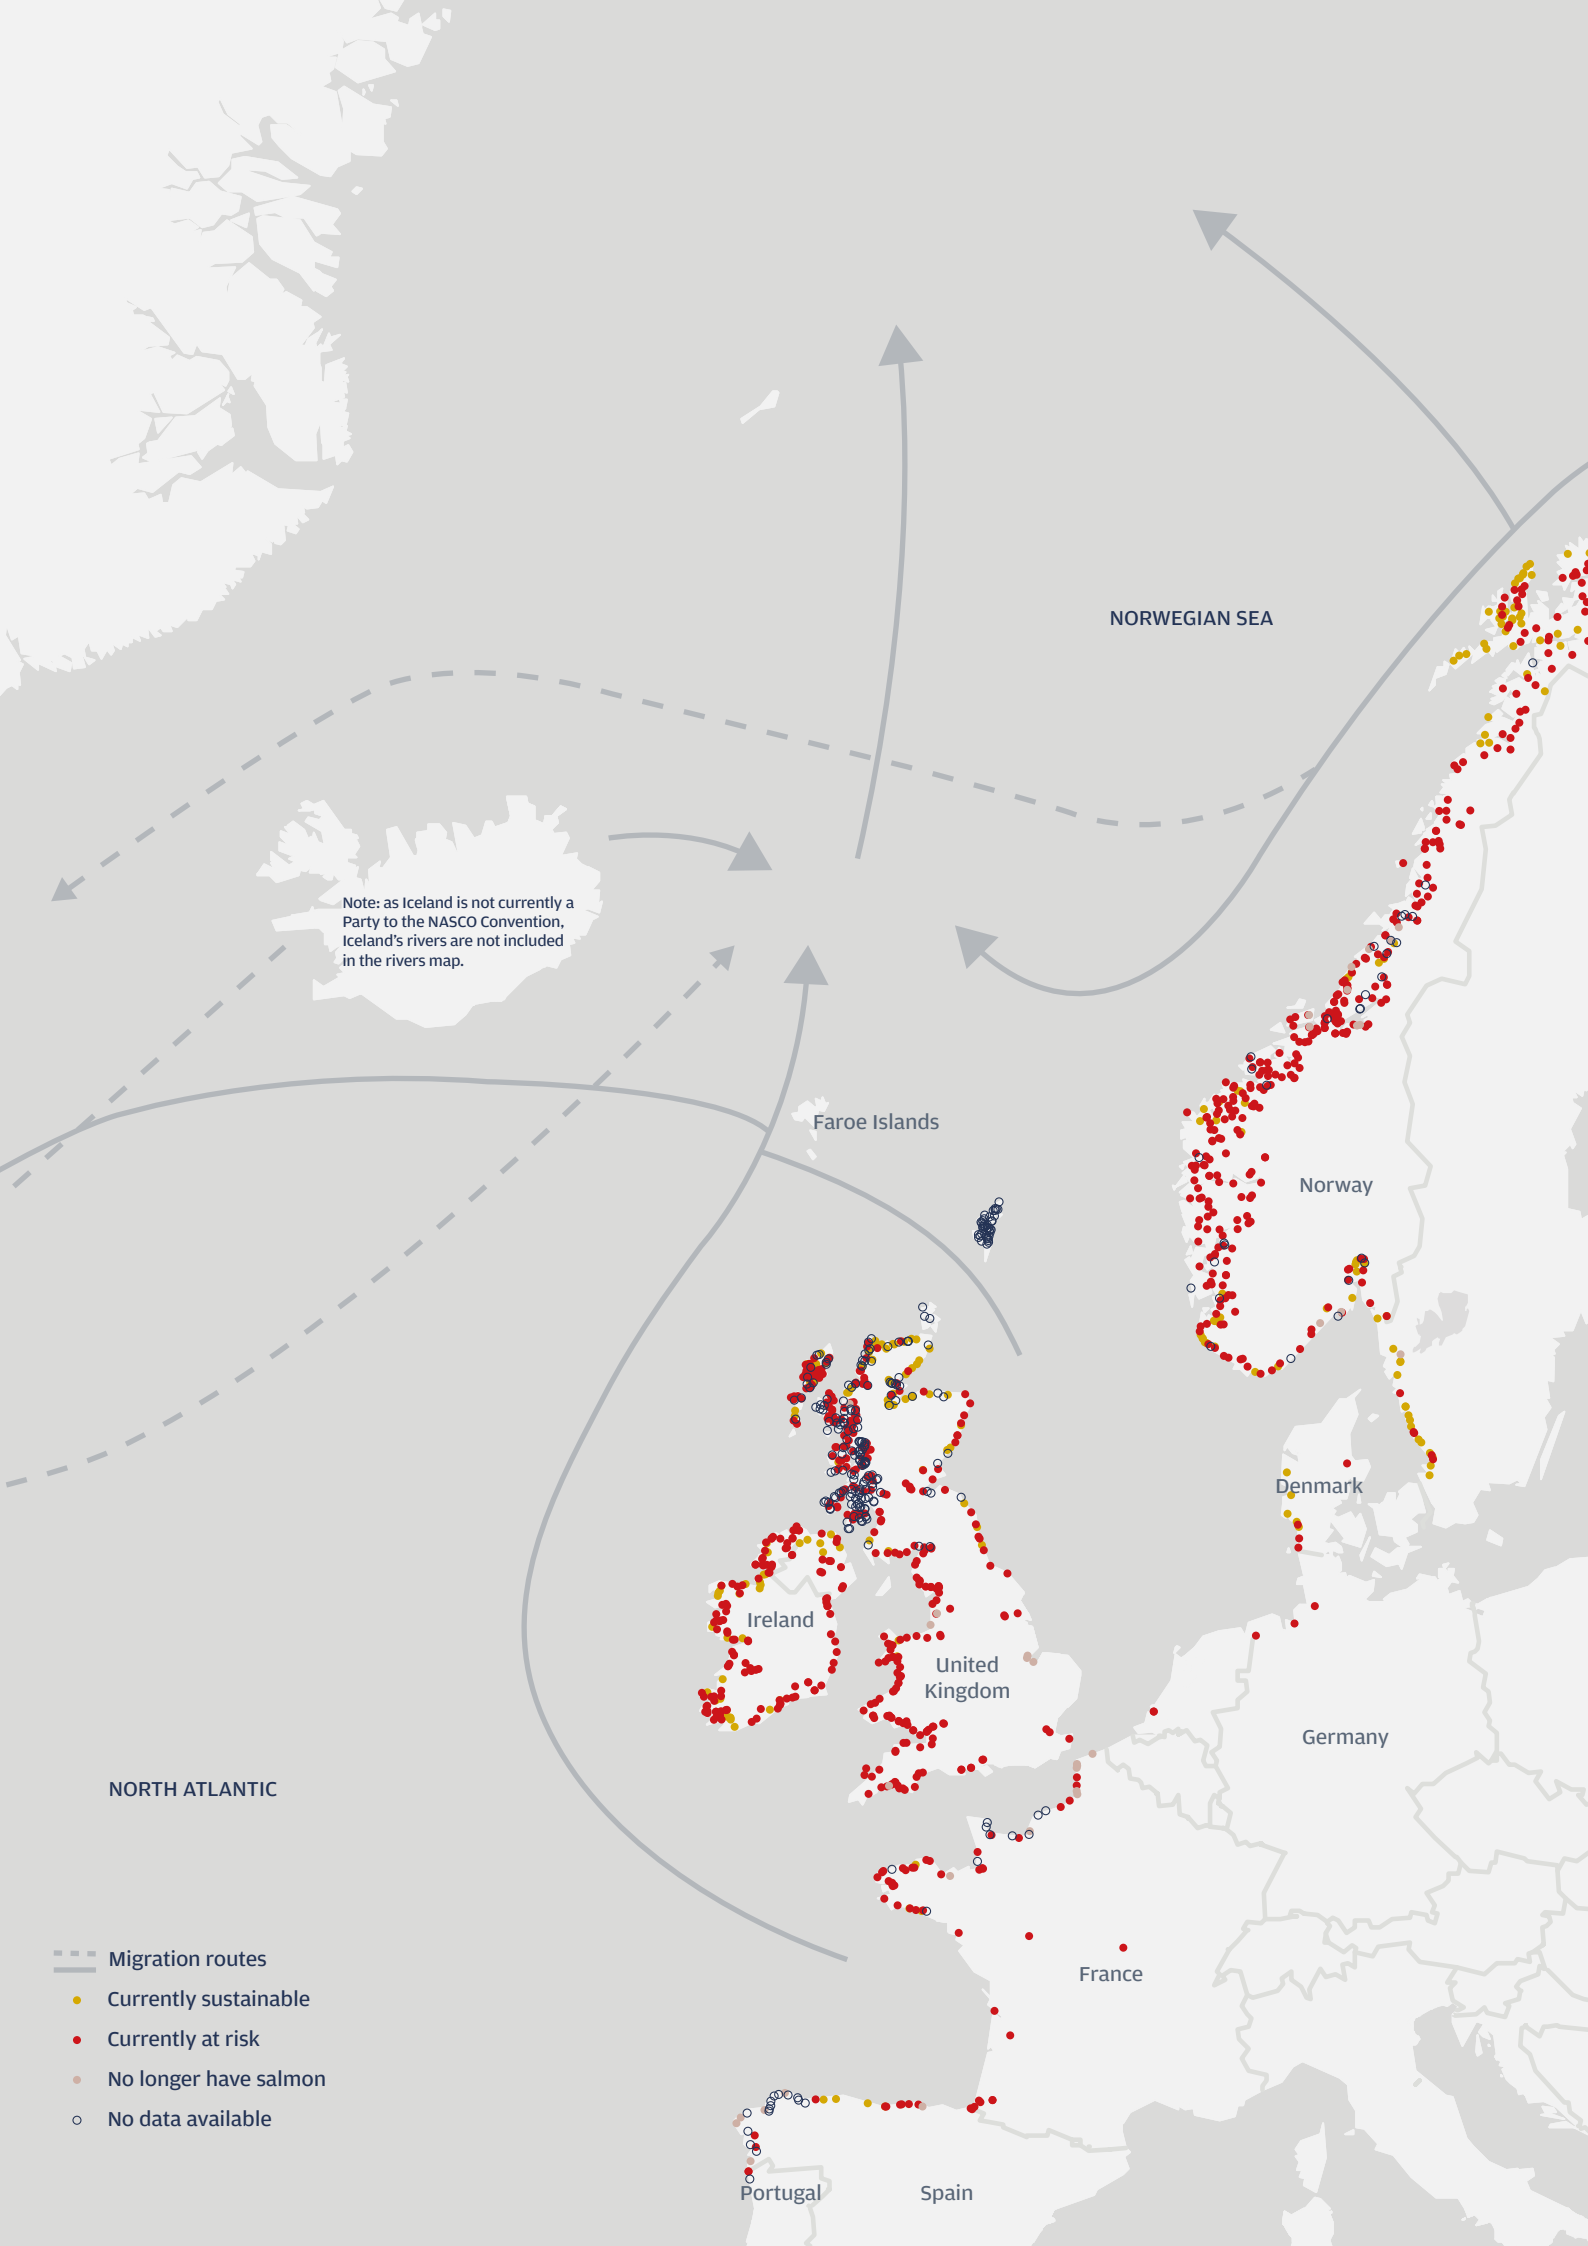 NORWEGIAN SEA
Note: as Iceland is not currently a
Party to the NASCO Convention,
Iceland's rivers are not included
in the rivers map.
Faroe Islands
Norway
Denmark
Ireland
United
Kingdom
Germany
NORTH ATLANTIC
France
Migration routes
Currently sustainable
Currently at risk
No longer have salmon
No data available
Portugal
Spain